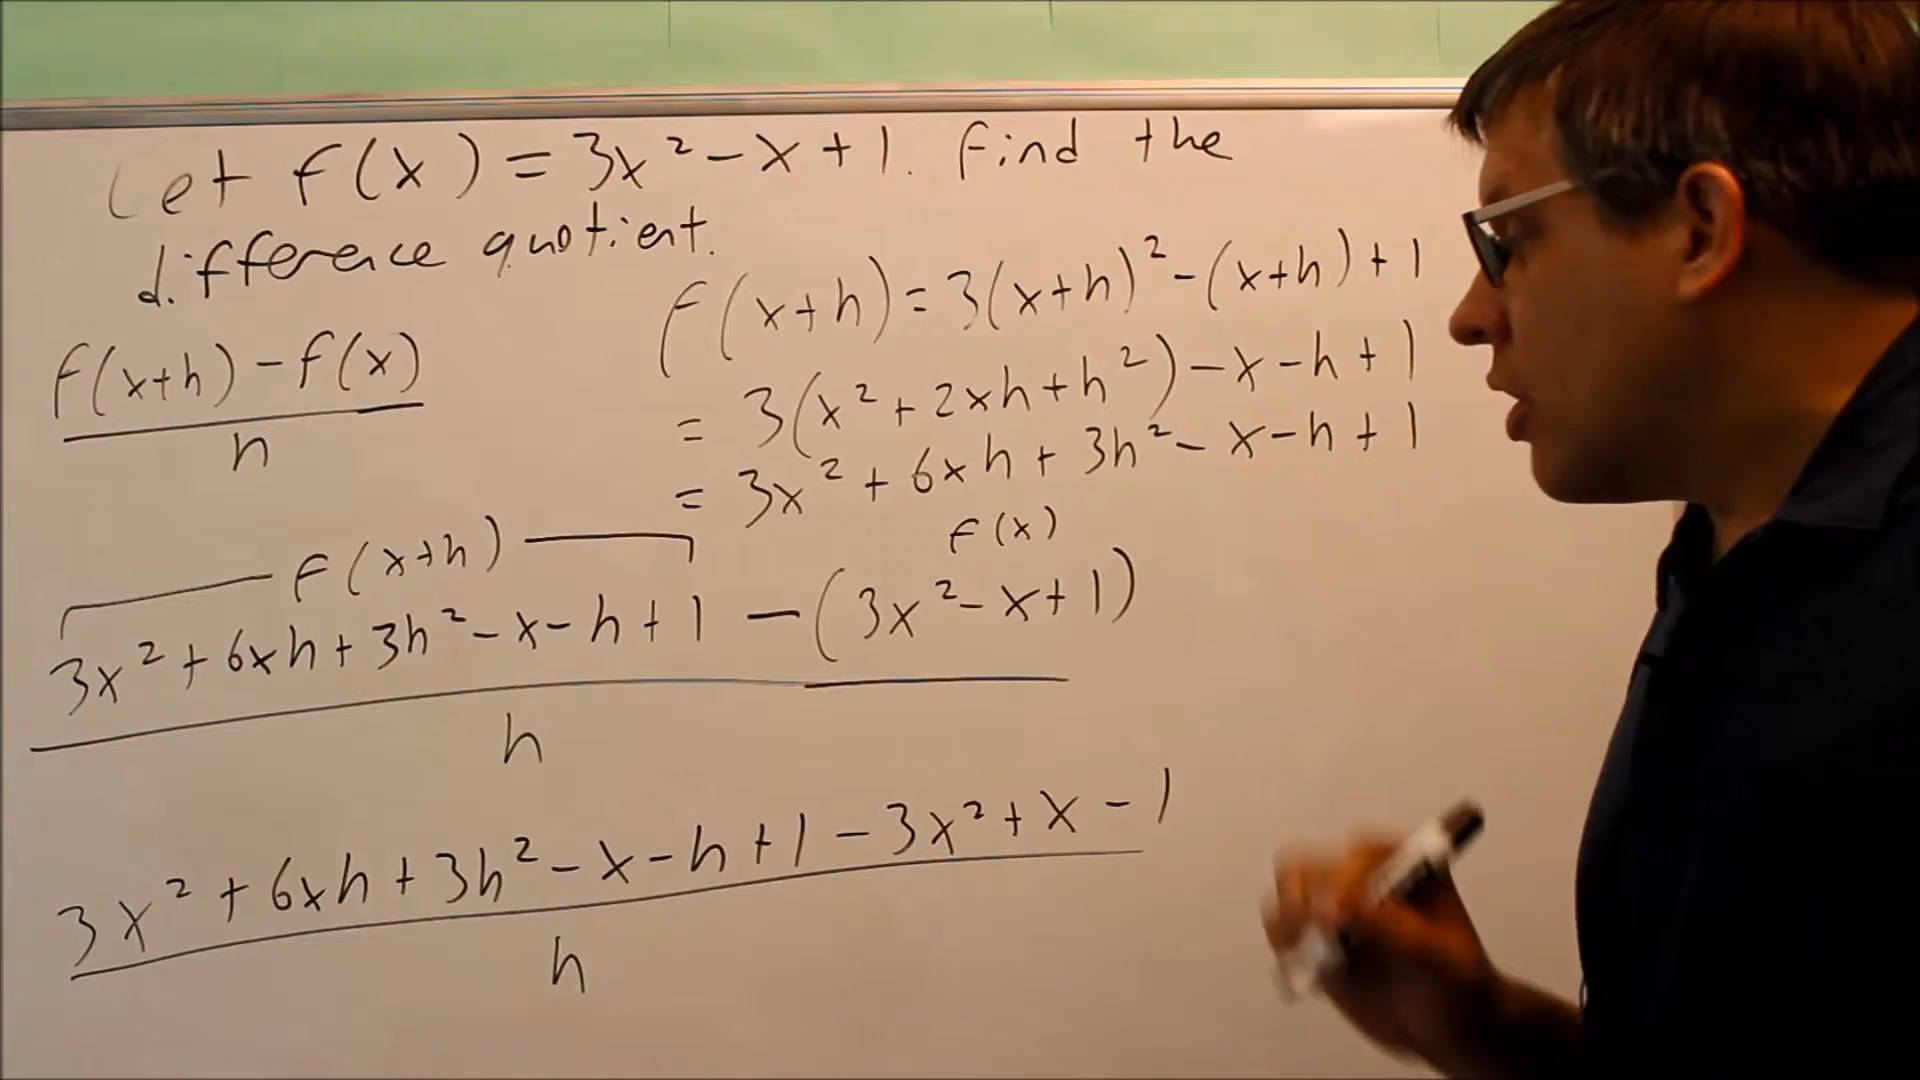 Let f(x) = 3x² - x + 1. Find the
difference quotient.
f(x+h) = 3(x+h)² - (x+h) + 1
f(x+h) - f(x)
h
= 3(x² + 2xh + h²) - x - h + 1
= 3x² + 6xh + 3h² - x - h + 1
f(x+h)
f(x)
3x² + 6xh + 3h² - x - h + 1 - (3x² - x + 1)
h
3x² + 6xh + 3h² - x - h + 1 - 3x² + x - 1
h